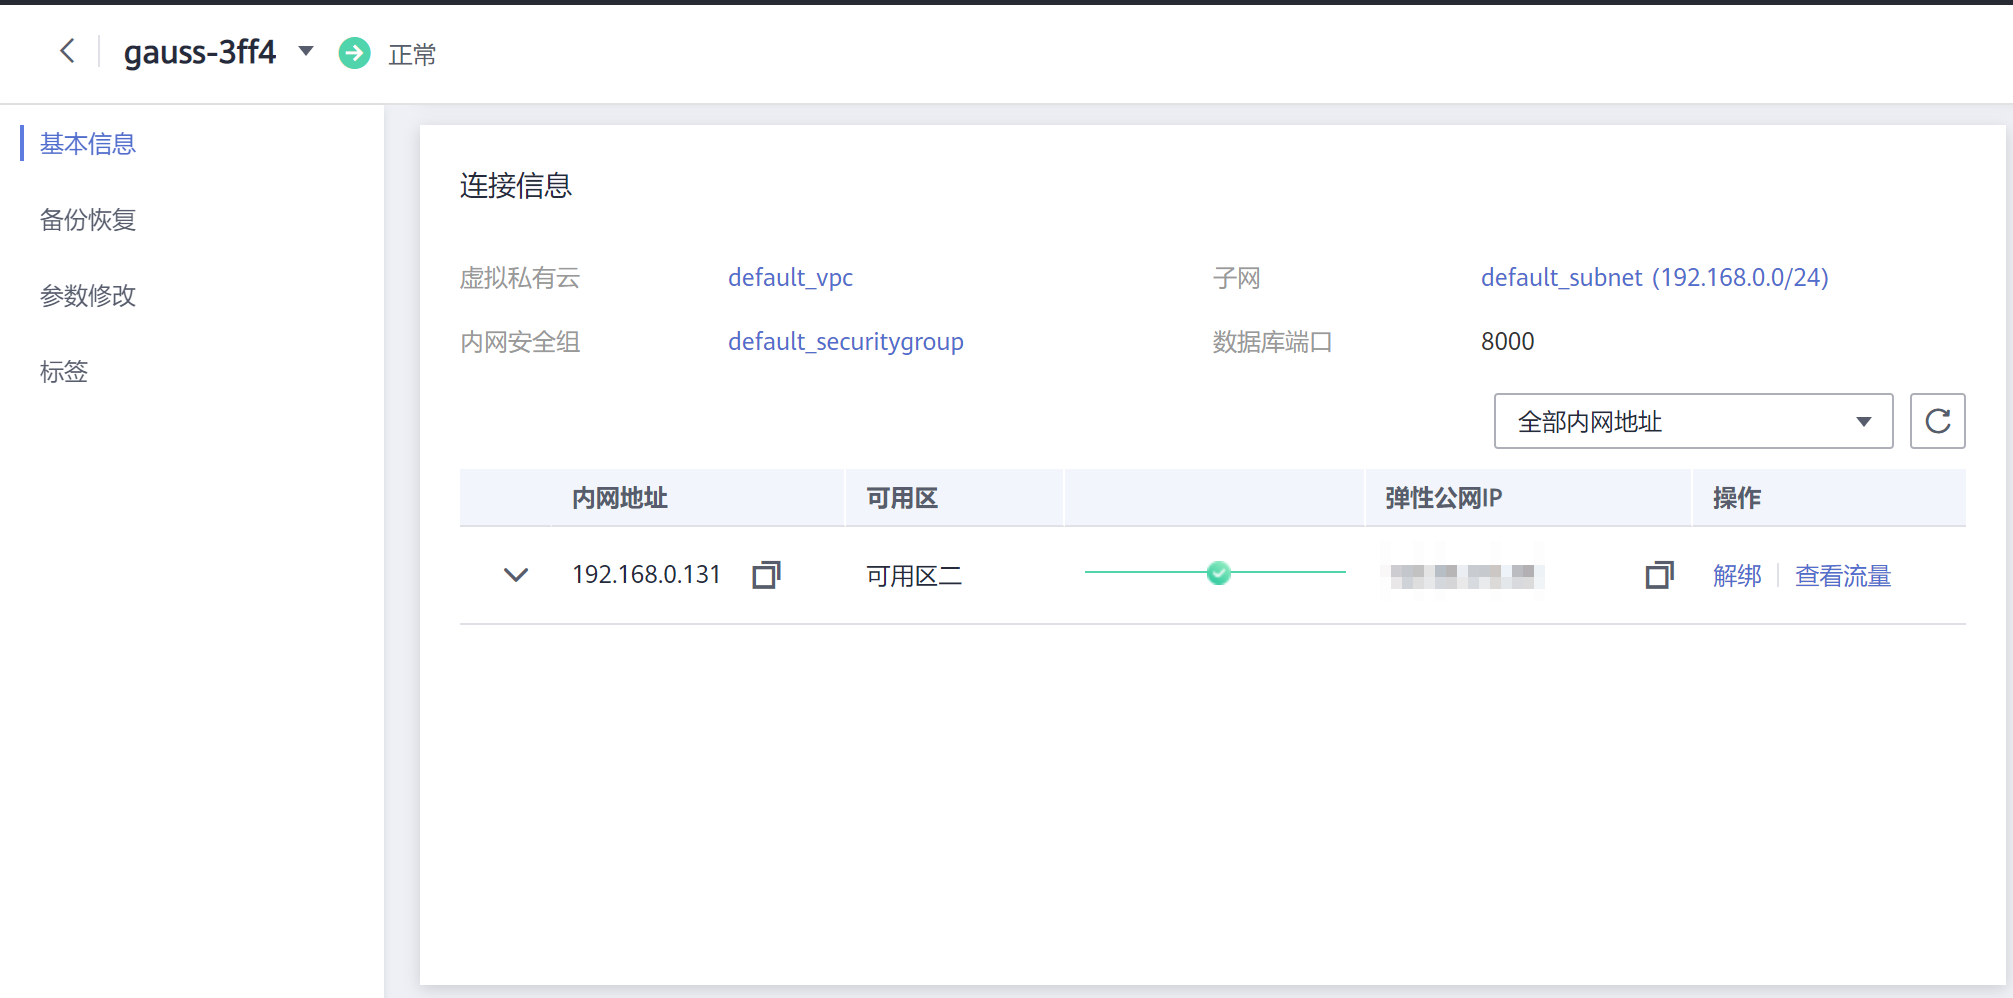 gauss-3ff4 正常
基本信息
备份恢复
参数修改
标签
连接信息
虚拟私有云 default_vpc 子网 default_subnet (192.168.0.0/24)
内网安全组 default_securitygroup 数据库端口 8000
全部内网地址
内网地址 可用区 弹性公网IP 操作
192.168.0.131 可用区二 解绑 查看流量